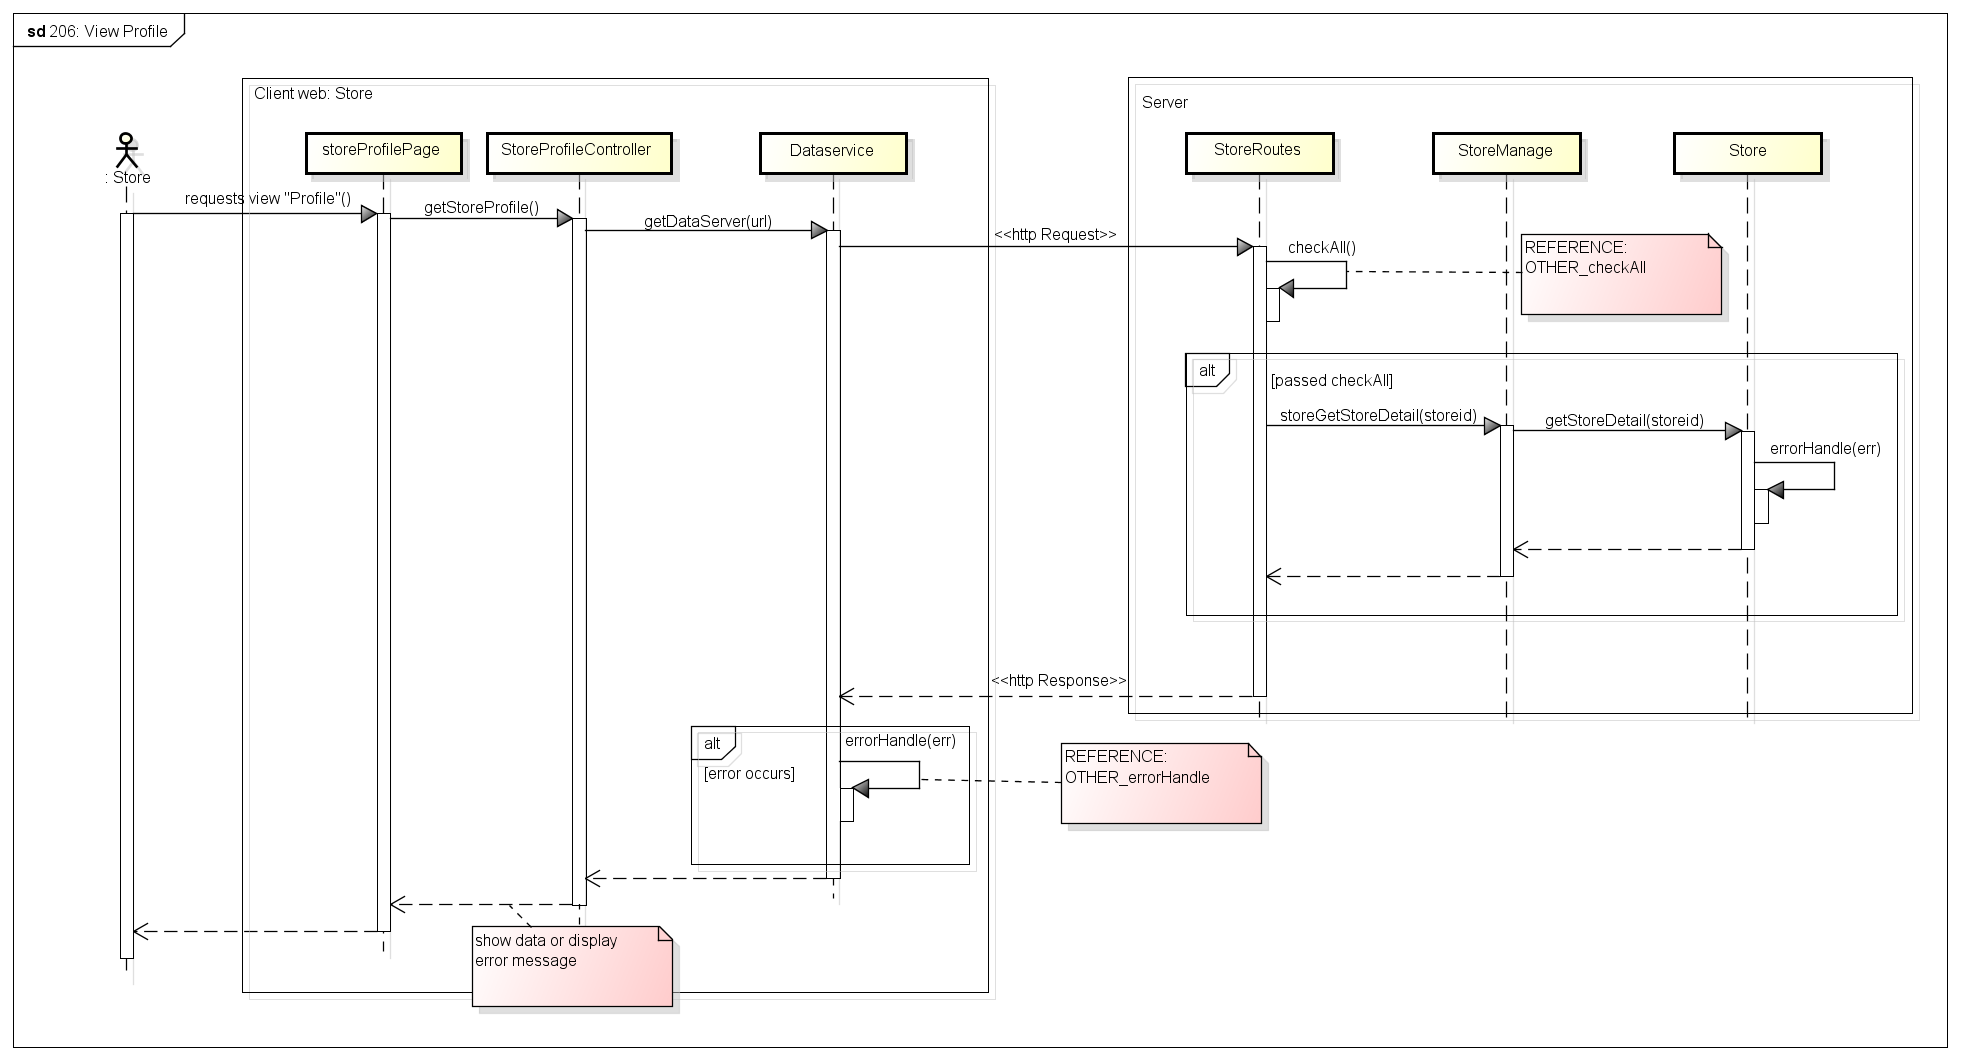 sd 206: View Profile
Client web: Store
Server
: Store
storeProfilePage
StoreProfileController
Dataservice
StoreRoutes
StoreManage
Store
requests view "Profile"()
getStoreProfile()
getDataServer(url)
<<http Request>>
checkAll()
REFERENCE:
OTHER_checkAll
alt
[passed checkAll]
storeGetStoreDetail(storeid)
getStoreDetail(storeid)
errorHandle(err)
<<http Response>>
alt
errorHandle(err)
[error occurs]
REFERENCE:
OTHER_errorHandle
show data or display
error message